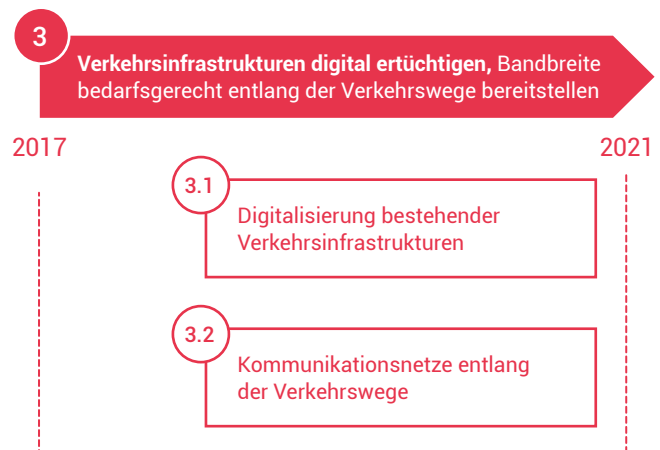 3
Verkehrsinfrastrukturen digital ertüchtigen, Bandbreite
bedarfsgerecht entlang der Verkehrswege bereitstellen
2017
2021
3.1
Digitalisierung bestehender
Verkehrsinfrastrukturen
3.2
Kommunikationsnetze entlang
der Verkehrswege